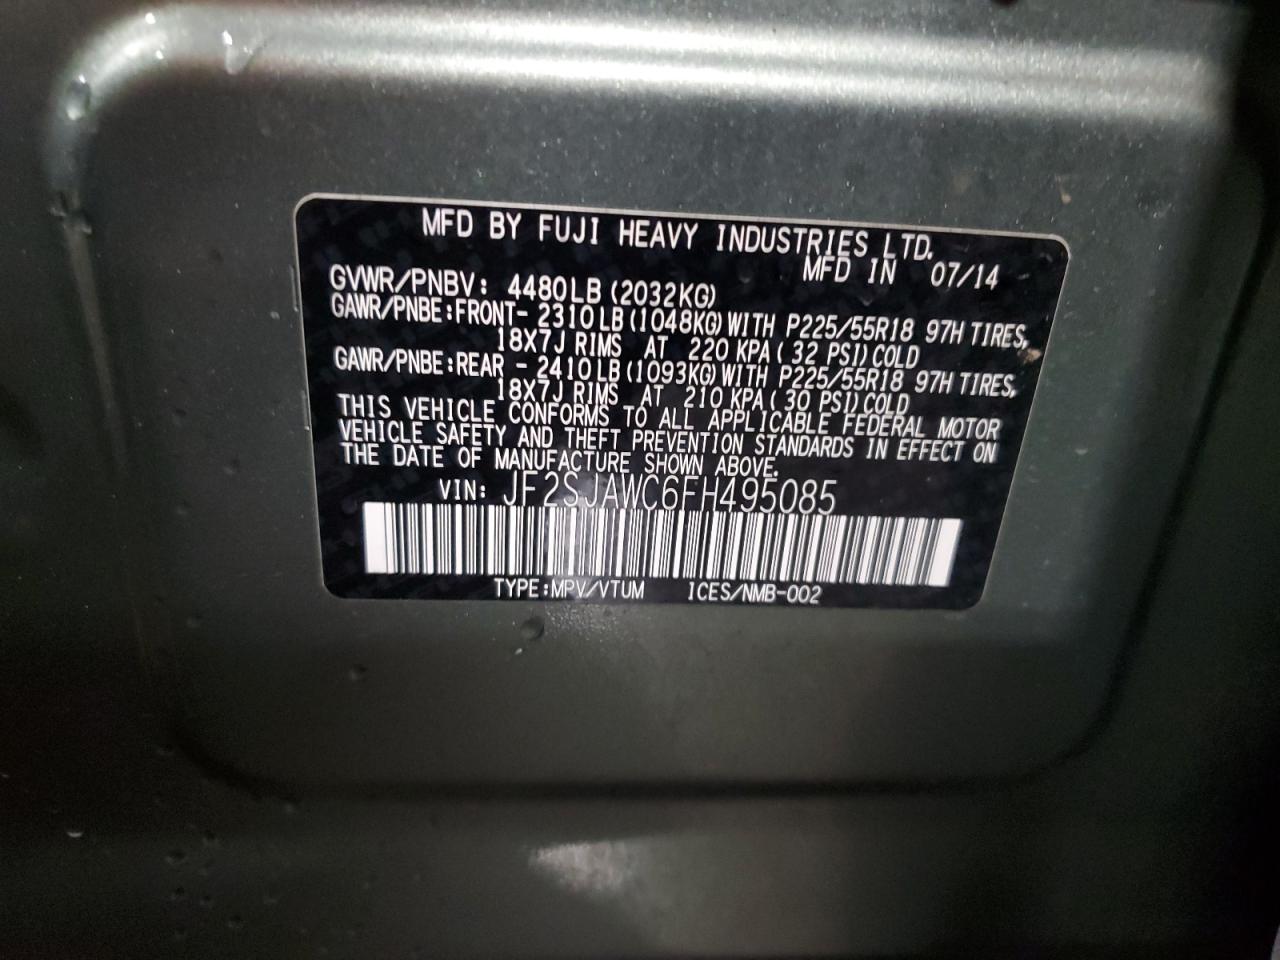 MFD BY FUJI HEAVY INDUSTRIES LTD.
MFD IN 07/14
GVWR/PNBV: 4480LB (2032KG)
GAWR/PNBE:FRONT- 2310LB(1048KG)WITH P225/55R18 97H TIRES,
18X7J RIMS AT 220 KPA( 32 PSI)COLD
GAWR/PNBE:REAR - 2410LB(1093KG)WITH P225/55R18 97H TIRES,
18X7J RIMS AT 210 KPA( 30 PSI)COLD
THIS VEHICLE CONFORMS TO ALL APPLICABLE FEDERAL MOTOR
VEHICLE SAFETY AND THEFT PREVENTION STANDARDS IN EFFECT ON
THE DATE OF MANUFACTURE SHOWN ABOVE.
VIN: JF2SJAWC6FH495085
TYPE:MPV/VTUM ICES/NMB-002